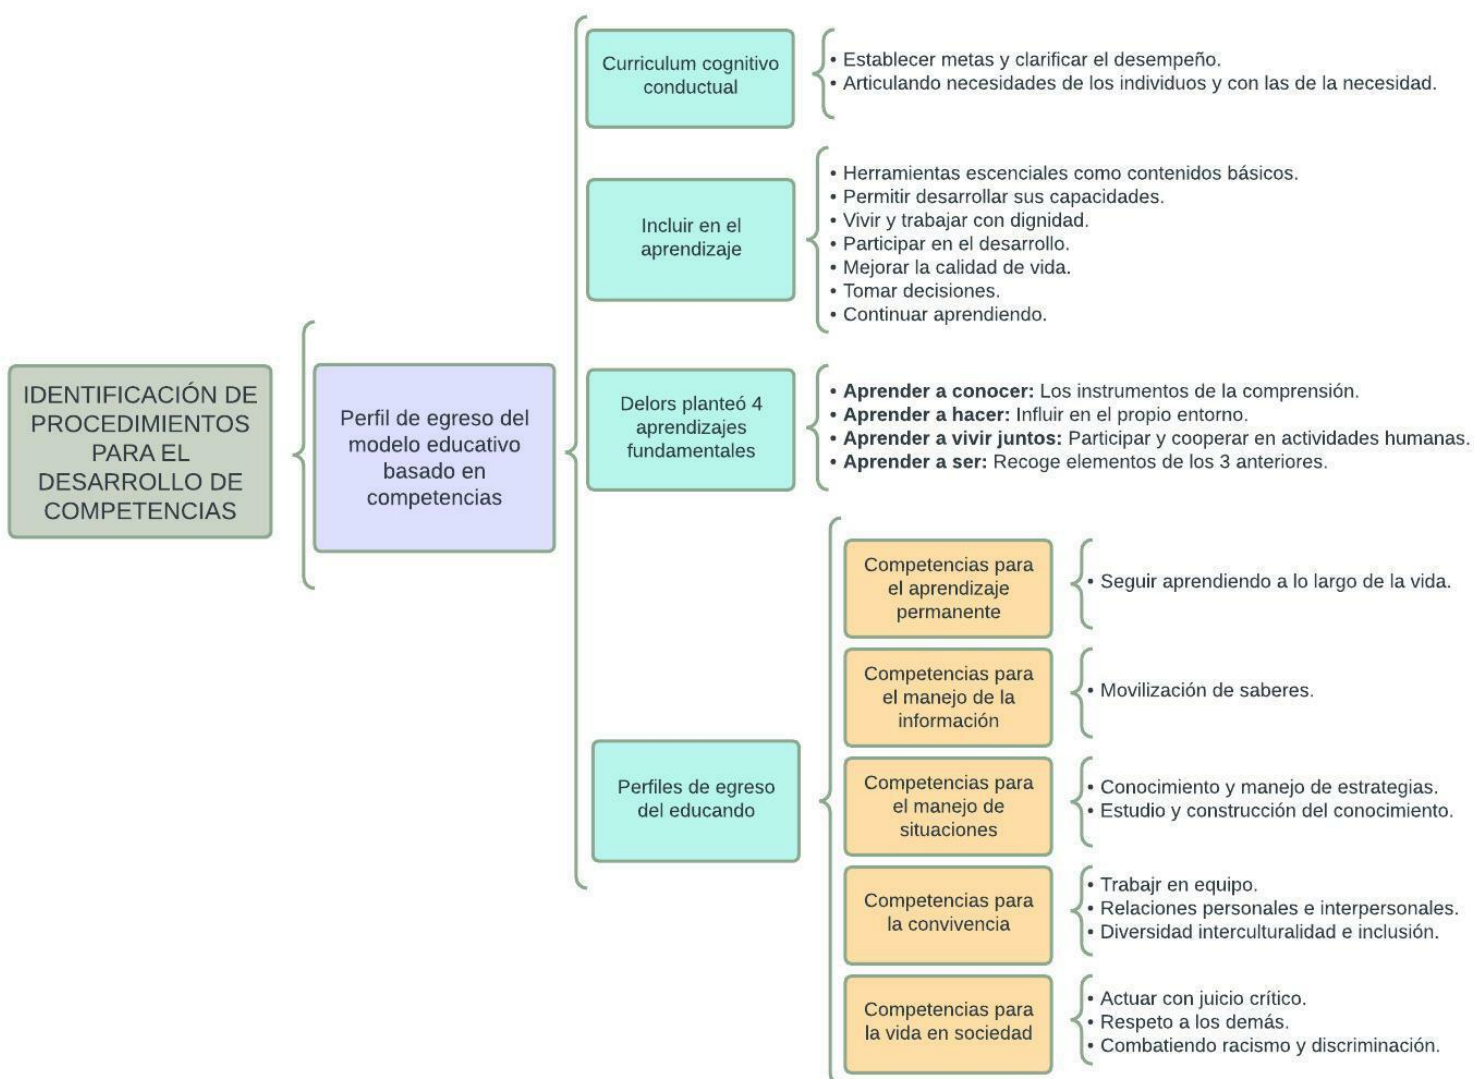 IDENTIFICACIÓN DE
PROCEDIMIENTOS
PARA EL
DESARROLLO DE
COMPETENCIAS
Perfil de egreso del
modelo educativo
basado en
competencias
Curriculum cognitivo
conductual
• Establecer metas y clarificar el desempeño.
• Articulando necesidades de los individuos y con las de la necesidad.
Incluir en el
aprendizaje
• Herramientas escenciales como contenidos básicos.
• Permitir desarrollar sus capacidades.
• Vivir y trabajar con dignidad.
• Participar en el desarrollo.
• Mejorar la calidad de vida.
• Tomar decisiones.
• Continuar aprendiendo.
Delors planteó 4
aprendizajes
fundamentales
• Aprender a conocer: Los instrumentos de la comprensión.
• Aprender a hacer: Influir en el propio entorno.
• Aprender a vivir juntos: Participar y cooperar en actividades humanas.
• Aprender a ser: Recoge elementos de los 3 anteriores.
Perfiles de egreso
del educando
Competencias para
el aprendizaje
permanente
• Seguir aprendiendo a lo largo de la vida.
Competencias para
el manejo de la
información
• Movilización de saberes.
Competencias para
el manejo de
situaciones
• Conocimiento y manejo de estrategias.
• Estudio y construcción del conocimiento.
Competencias para
la convivencia
• Trabajr en equipo.
• Relaciones personales e interpersonales.
• Diversidad interculturalidad e inclusión.
Competencias para
la vida en sociedad
• Actuar con juicio crítico.
• Respeto a los demás.
• Combatiendo racismo y discriminación.